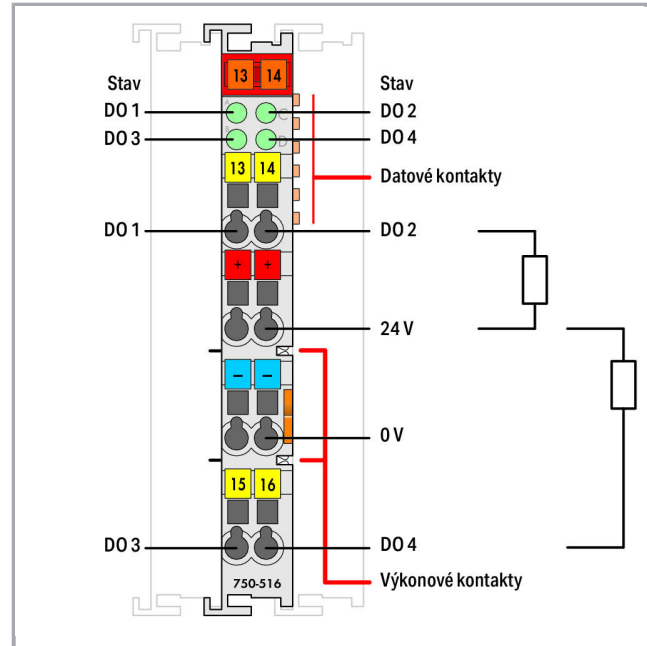 13 14
Stav Stav
DO 1 A C DO 2
DO 3 B D DO 4
13 14
Datové kontakty
DO 1 DO 2
+ +
24 V
− −
0 V
15 16
DO 3 DO 4
750-516
Výkonové kontakty